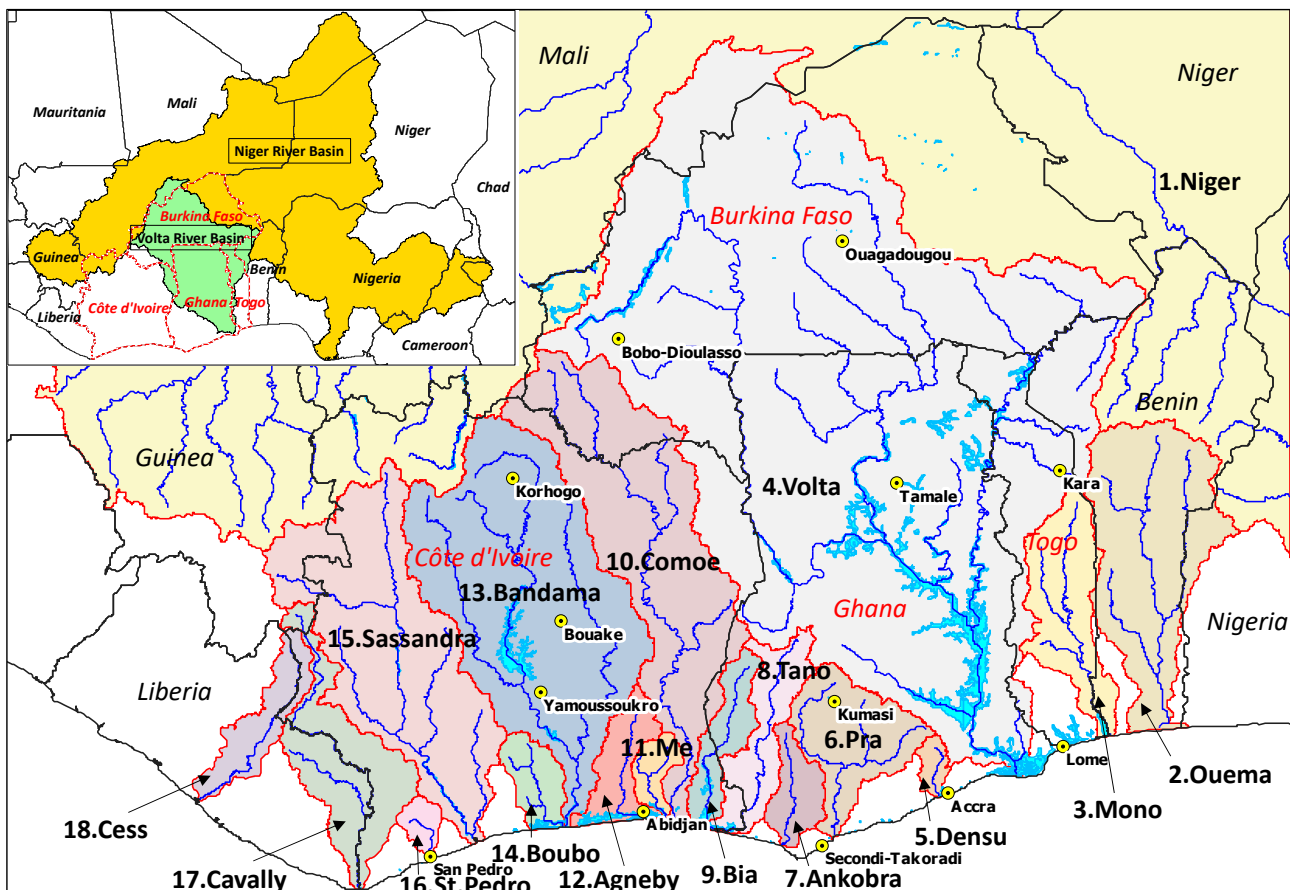 Mauritania
Mali
Niger
Niger River Basin
Chad
Burkina Faso
Volta River Basin
Guinea
Benin
Nigeria
Côte d'Ivoire
Ghana
Togo
Liberia
Cameroon
Mali
Niger
1.Niger
Burkina Faso
Ouagadougou
Bobo-Dioulasso
Benin
Guinea
Korhogo
4.Volta
Tamale
Kara
Côte d'Ivoire
10.Comoe
Togo
13.Bandama
Ghana
Bouake
Nigeria
15.Sassandra
8.Tano
Liberia
Yamoussoukro
Kumasi
6.Pra
11.Me
Lome
2.Ouema
Accra
3.Mono
18.Cess
Abidjan
5.Densu
Secondi-Takoradi
San Pedro
14.Boubo
9.Bia
17.Cavally
16.St.Pedro
12.Agneby
7.Ankobra